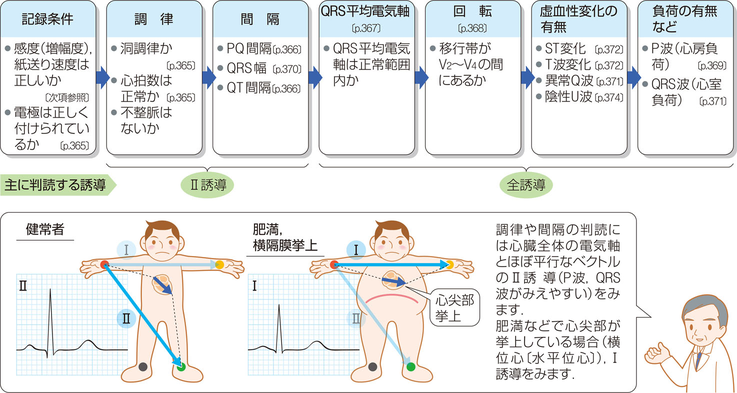 記録条件
・感度(増幅度),
紙送り速度は
正しいか
〔次項参照〕
・電極は正しく
付けられてい
るか 〔p.365〕
調 律
・洞調律か
〔p.365〕
・心拍数は
正常か〔p.365〕
・不整脈は
ないか
間 隔
・PQ間隔〔p.366〕
・QRS幅〔p.370〕
・QT間隔〔p.366〕
QRS平均電気軸
〔p.367〕
・QRS平均電気
軸は正常範囲
内か
回 転
〔p.368〕
・移行帯が
V₂〜V₄の間
にあるか
虚血性変化の
有無
・ST変化〔p.372〕
・T波変化〔p.372〕
・異常Q波〔p.371〕
・陰性U波〔p.374〕
負荷の有無
など
・P波(心房負
荷)〔p.369〕
・QRS波(心室
負荷)〔p.371〕
主に判読する誘導
Ⅱ誘導
全誘導
健常者
Ⅰ
Ⅱ
Ⅱ
肥満,
横隔膜挙上
Ⅰ
Ⅰ
Ⅱ
心尖部
挙上
調律や間隔の判読に
は心臓全体の電気軸
とほぼ平行なベクトル
のⅡ誘導(P波, QRS
波がみえやすい)をみ
ます.
肥満などで心尖部が
挙上している場合(横
位心〔水平位心〕), Ⅰ
誘導をみます.